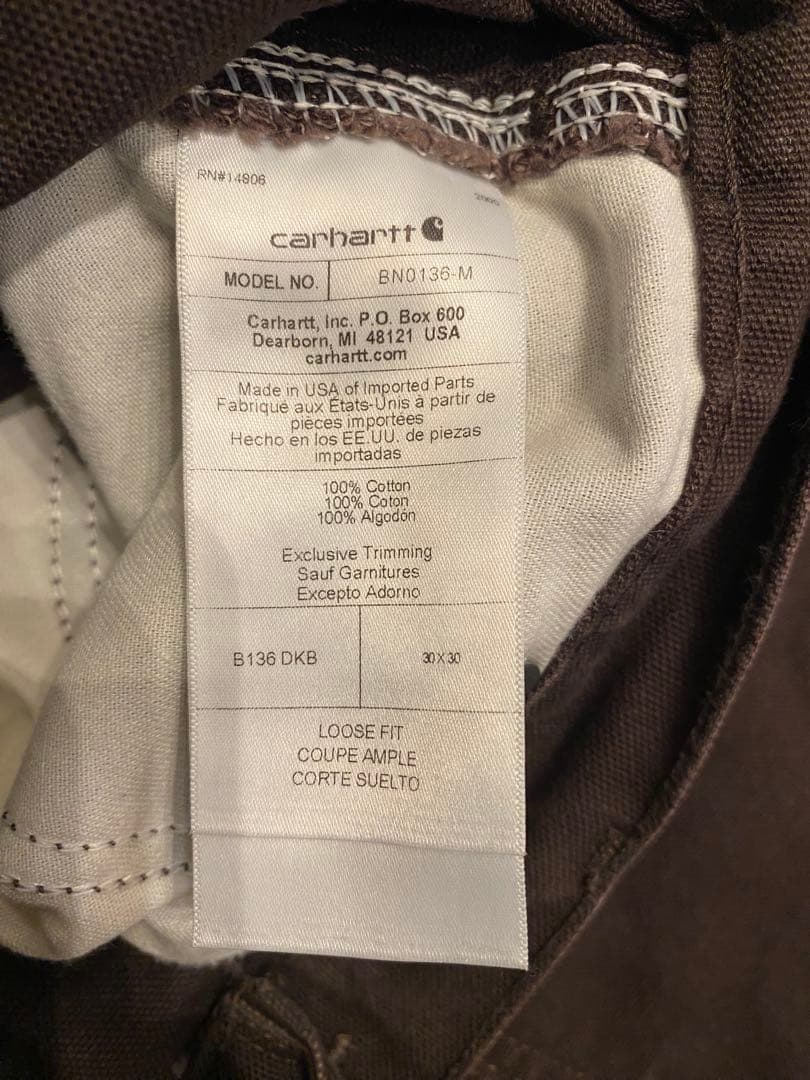 RN#14806
carhartt
MODEL NO. BN0136-M
Carhartt, Inc. P.O. Box 600
Dearborn, MI 48121 USA
carhartt.com
Made in USA of Imported Parts
Fabriqué aux États-Unis à partir de
pièces importées
Hecho en los EE.UU. de piezas
importadas
100% Cotton
100% Coton
100% Algodón
Exclusive Trimming
Sauf Garnitures
Excepto Adorno
B136 DKB 30X30
LOOSE FIT
COUPE AMPLE
CORTE SUELTO